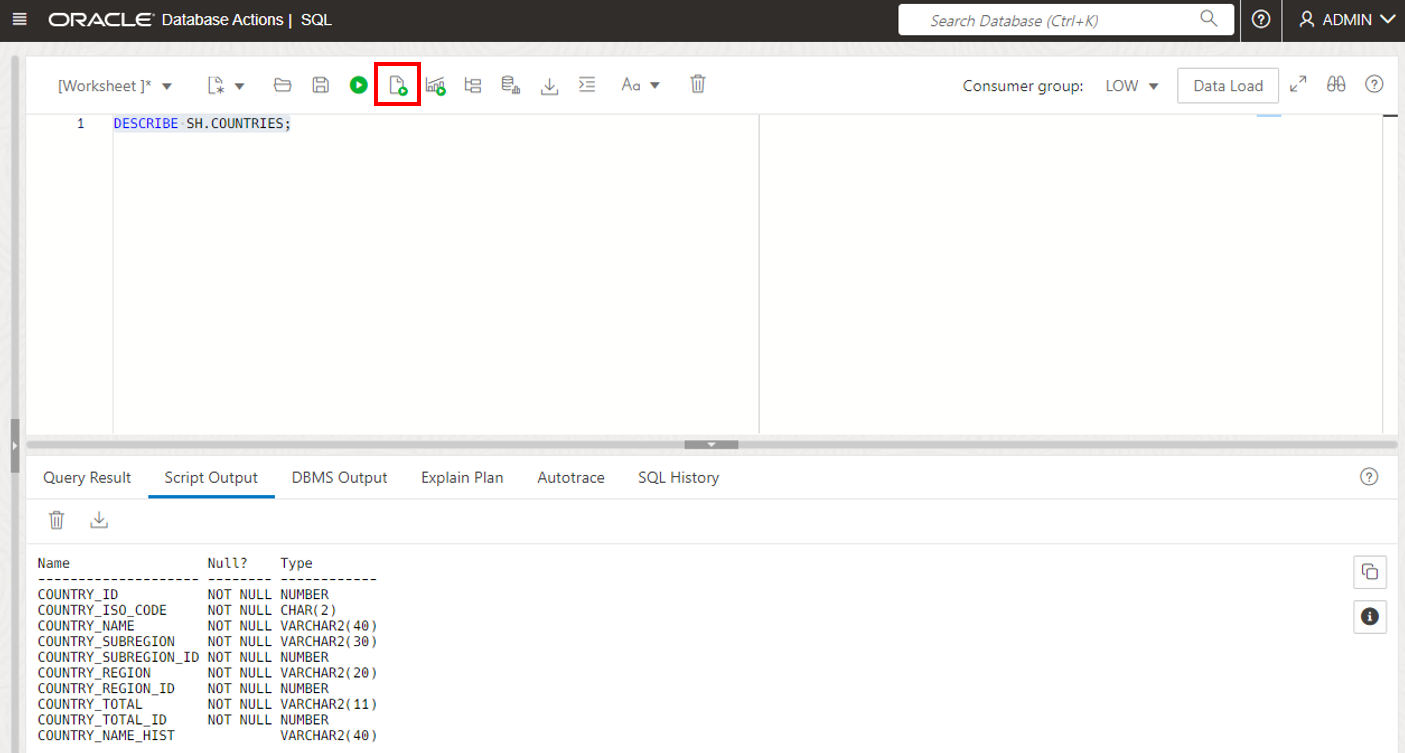 ORACLE Database Actions | SQL
Search Database (Ctrl+K)
ADMIN
[Worksheet ]*
Aa
Consumer group: LOW
Data Load
1 DESCRIBE SH.COUNTRIES;
Query Result Script Output DBMS Output Explain Plan Autotrace SQL History
Name Null? Type
--------------------- -------- ------------
COUNTRY_ID NOT NULL NUMBER
COUNTRY_ISO_CODE NOT NULL CHAR(2)
COUNTRY_NAME NOT NULL VARCHAR2(40)
COUNTRY_SUBREGION NOT NULL VARCHAR2(30)
COUNTRY_SUBREGION_ID NOT NULL NUMBER
COUNTRY_REGION NOT NULL VARCHAR2(20)
COUNTRY_REGION_ID NOT NULL NUMBER
COUNTRY_TOTAL NOT NULL VARCHAR2(11)
COUNTRY_TOTAL_ID NOT NULL NUMBER
COUNTRY_NAME_HIST VARCHAR2(40)